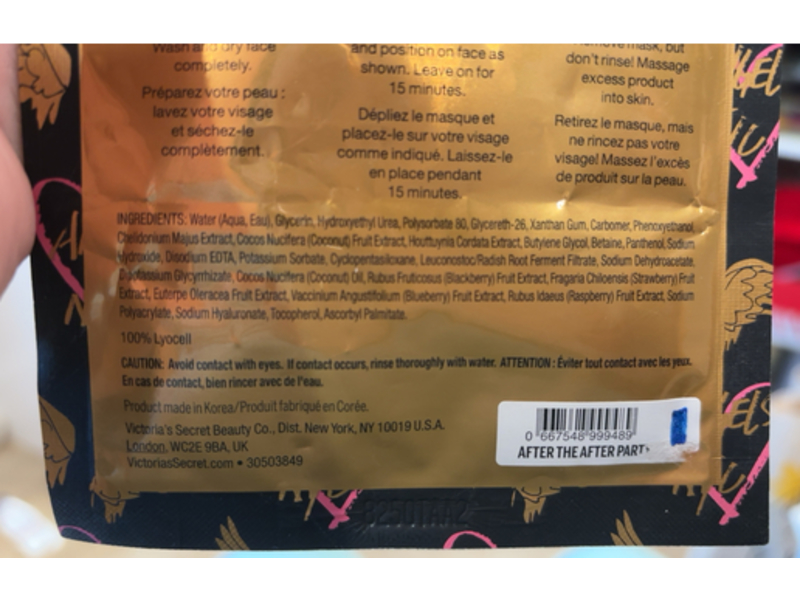 Wash and dry face
completely.
Préparez votre peau :
lavez votre visage
et séchez-le
complètement.
and position on face as
shown. Leave on for
15 minutes.
Dépliez le masque et
placez-le sur votre visage
comme indiqué. Laissez-le
en place pendant
15 minutes.
Remove mask, but
don't rinse! Massage
excess product
into skin.
Retirez le masque, mais
ne rincez pas votre
visage! Massez l'excès
de produit sur la peau.
INGREDIENTS: Water (Aqua, Eau), Glycerin, Hydroxyethyl Urea, Polysorbate 80, Glycereth-26, Xanthan Gum, Carbomer, Phenoxyethanol,
Chelidonium Majus Extract, Cocos Nucifera (Coconut) Fruit Extract, Houttuynia Cordata Extract, Butylene Glycol, Betaine, Panthenol, Sodium
Hydroxide, Disodium EDTA, Potassium Sorbate, Cyclopentasiloxane, Leuconostoc/Radish Root Ferment Filtrate, Sodium Dehydroacetate,
Dipotassium Glycyrrhizate, Cocos Nucifera (Coconut) Oil, Rubus Fruticosus (Blackberry) Fruit Extract, Fragaria Chiloensis (Strawberry) Fruit
Extract, Euterpe Oleracea Fruit Extract, Vaccinium Angustifolium (Blueberry) Fruit Extract, Rubus Idaeus (Raspberry) Fruit Extract, Sodium
Polyacrylate, Sodium Hyaluronate, Tocopherol, Ascorbyl Palmitate.
100% Lyocell
CAUTION: Avoid contact with eyes. If contact occurs, rinse thoroughly with water. ATTENTION : Éviter tout contact avec les yeux.
En cas de contact, bien rincer avec de l'eau.
Product made in Korea/Produit fabriqué en Corée.
Victoria's Secret Beauty Co., Dist. New York, NY 10019 U.S.A.
London, WC2E 9BA, UK
VictoriasSecret.com • 30503849
0 667548 999489
AFTER THE AFTER PART